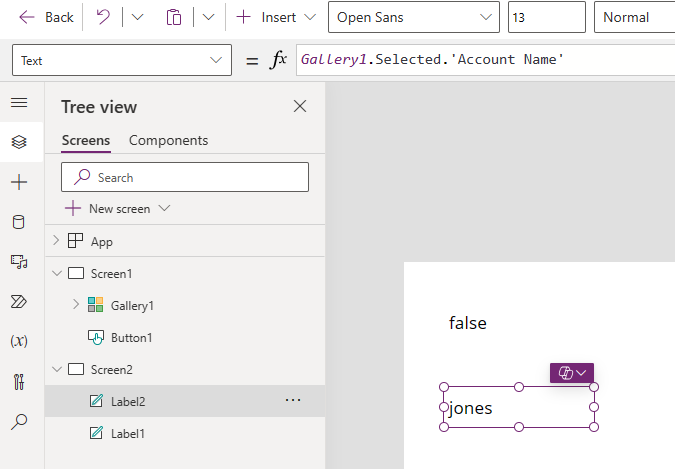 Back Insert Open Sans 13 Normal
Text = fx Gallery1.Selected.'Account Name'
Tree view
Screens Components
Search
New screen
App
Screen1
Gallery1
Button1
Screen2
Label2 ...
Label1
(x)
false
jones